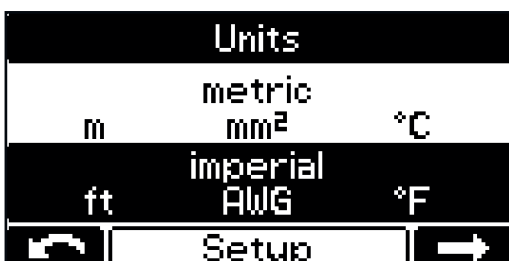 Units
metric
m mm² °C
imperial
ft AWG °F
Setup